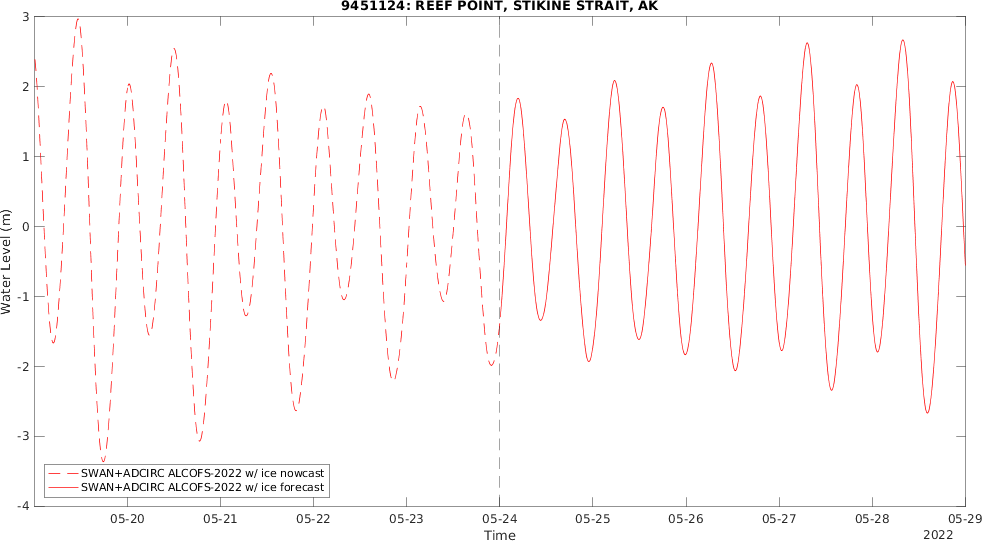 9451124: REEF POINT, STIKINE STRAIT, AK
Water Level (m)
3
2
1
0
-1
-2
-3
-4
SWAN+ADCIRC ALCOFS-2022 w/ ice nowcast
SWAN+ADCIRC ALCOFS-2022 w/ ice forecast
05-20 05-21 05-22 05-23 05-24 05-25 05-26 05-27 05-28 05-29
Time
2022